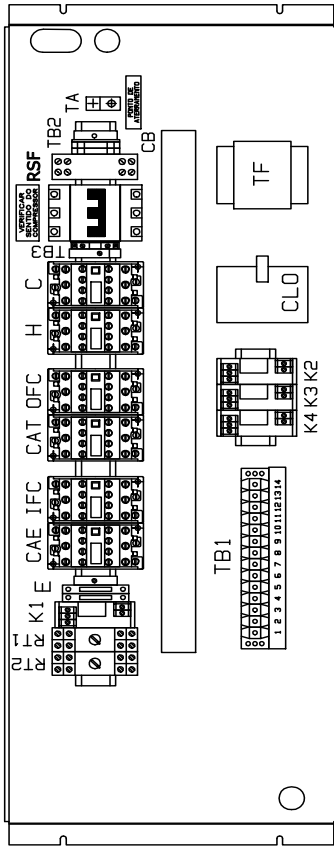 TA
PONTO DE
ATERRAMENTO
TB2
CB
RSF
VERIFICAR
SENTIDO DO
COMPRESSOR
TB3
C
H
OFC
CAT
IFC
CAE
E
K1
RT1
RT2
TF
CLO
K4 K3 K2
TB1
1 2 3 4 5 6 7 8 9 10 11 12 13 14